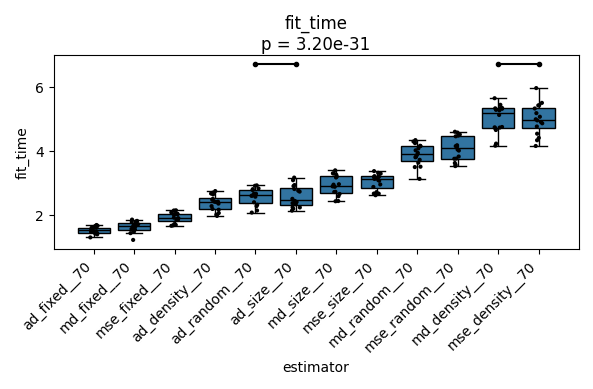 fit_time
p = 3.20e-31
fit_time
6
4
2
ad_fixed__70
md_fixed__70
mse_fixed__70
ad_density__70
ad_random__70
ad_size__70
md_size__70
mse_size__70
md_random__70
mse_random__70
md_density__70
mse_density__70
estimator